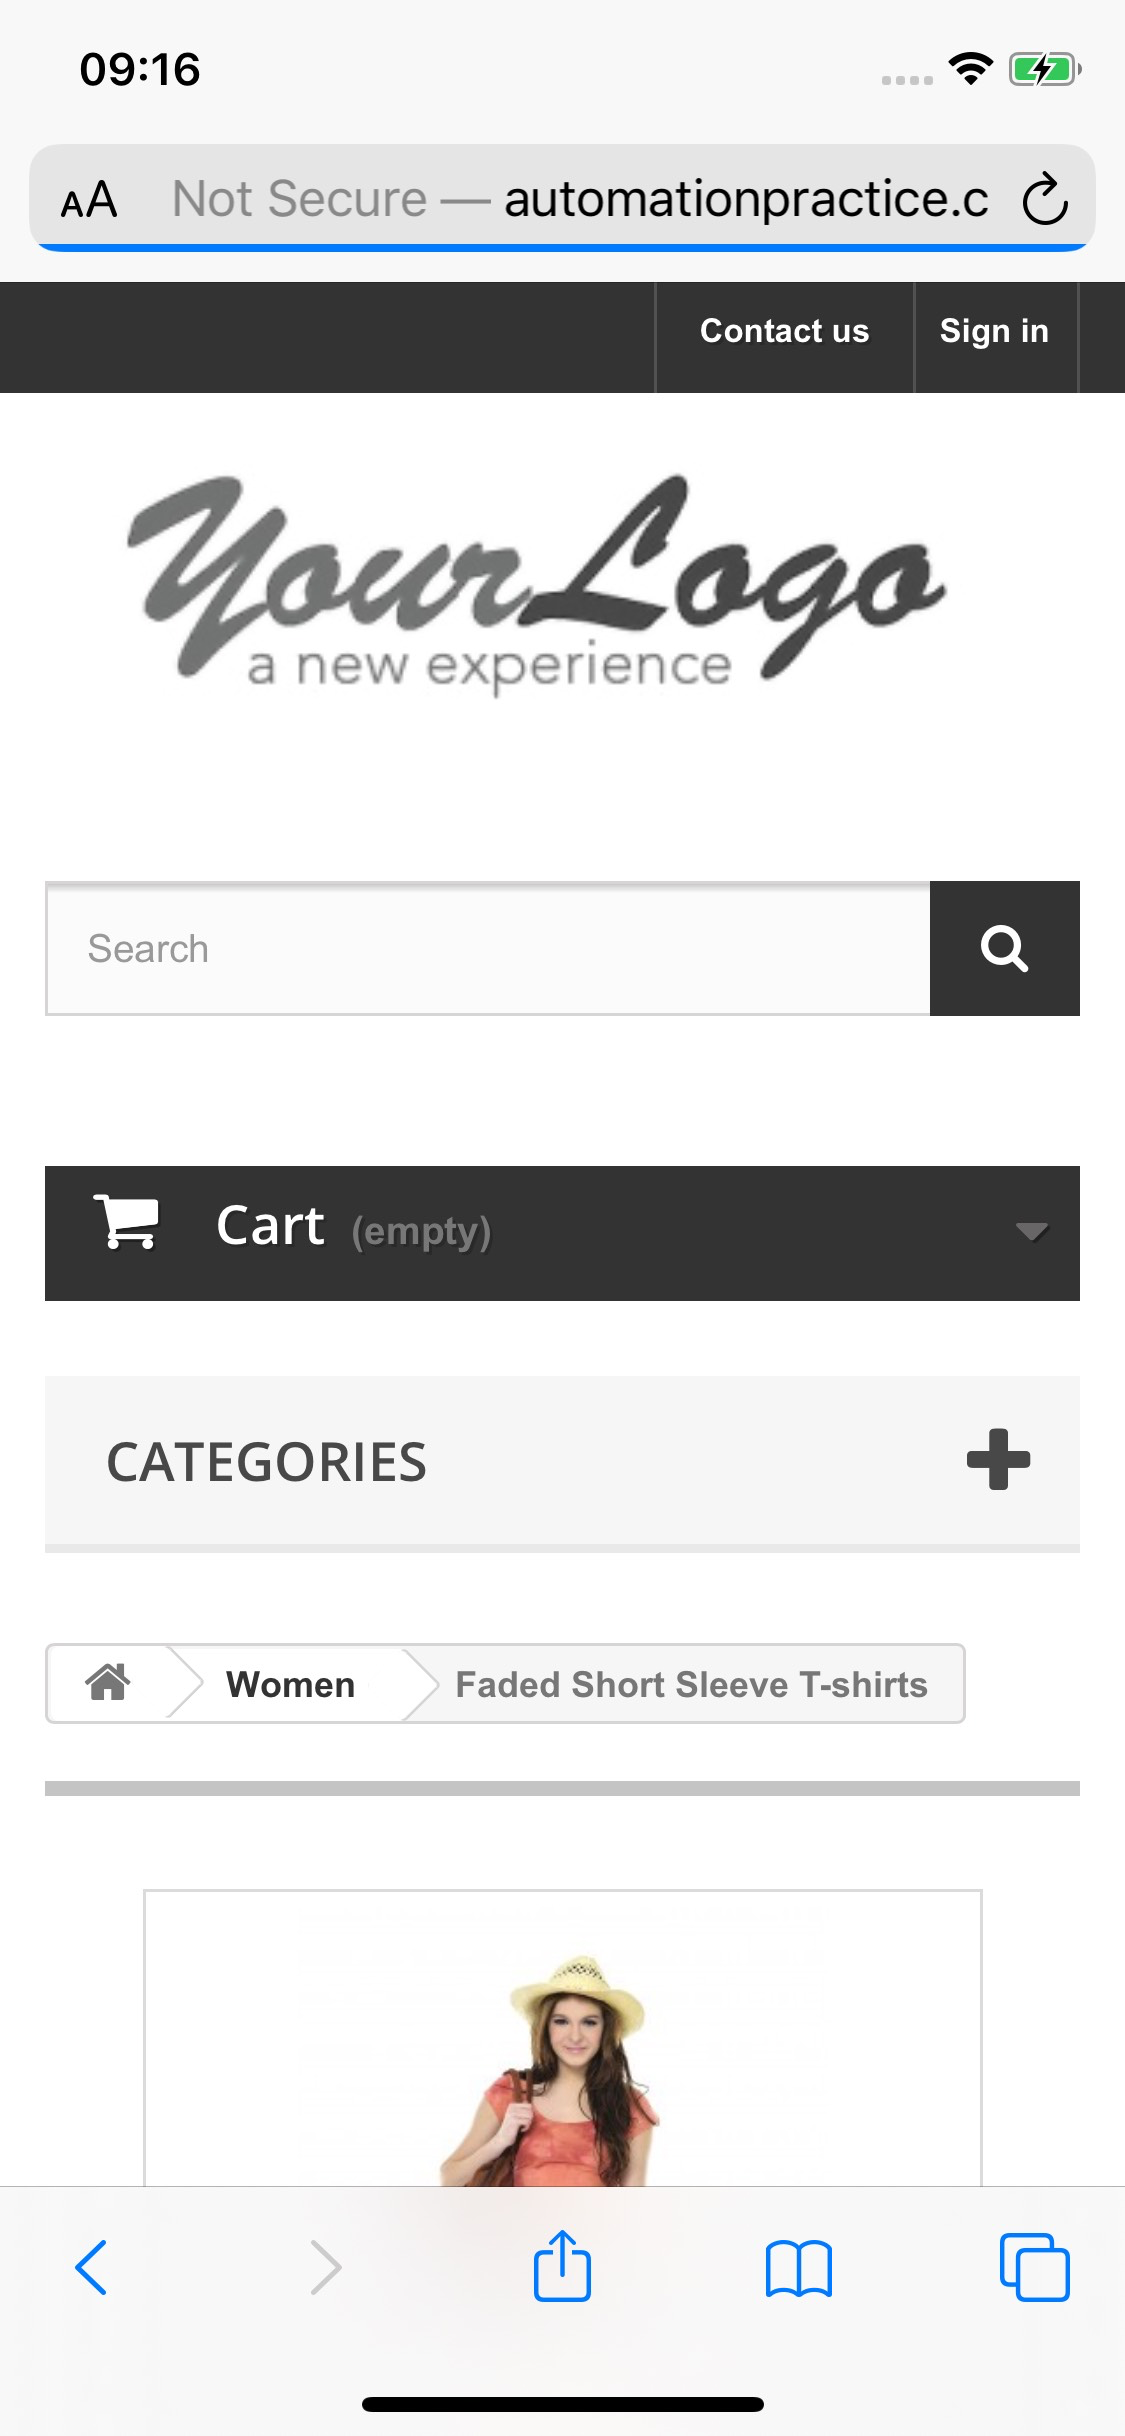 09:16
AA Not Secure — automationpractice.c
Contact us Sign in
YourLogo
a new experience
Search
Cart (empty)
CATEGORIES
Women Faded Short Sleeve T-shirts